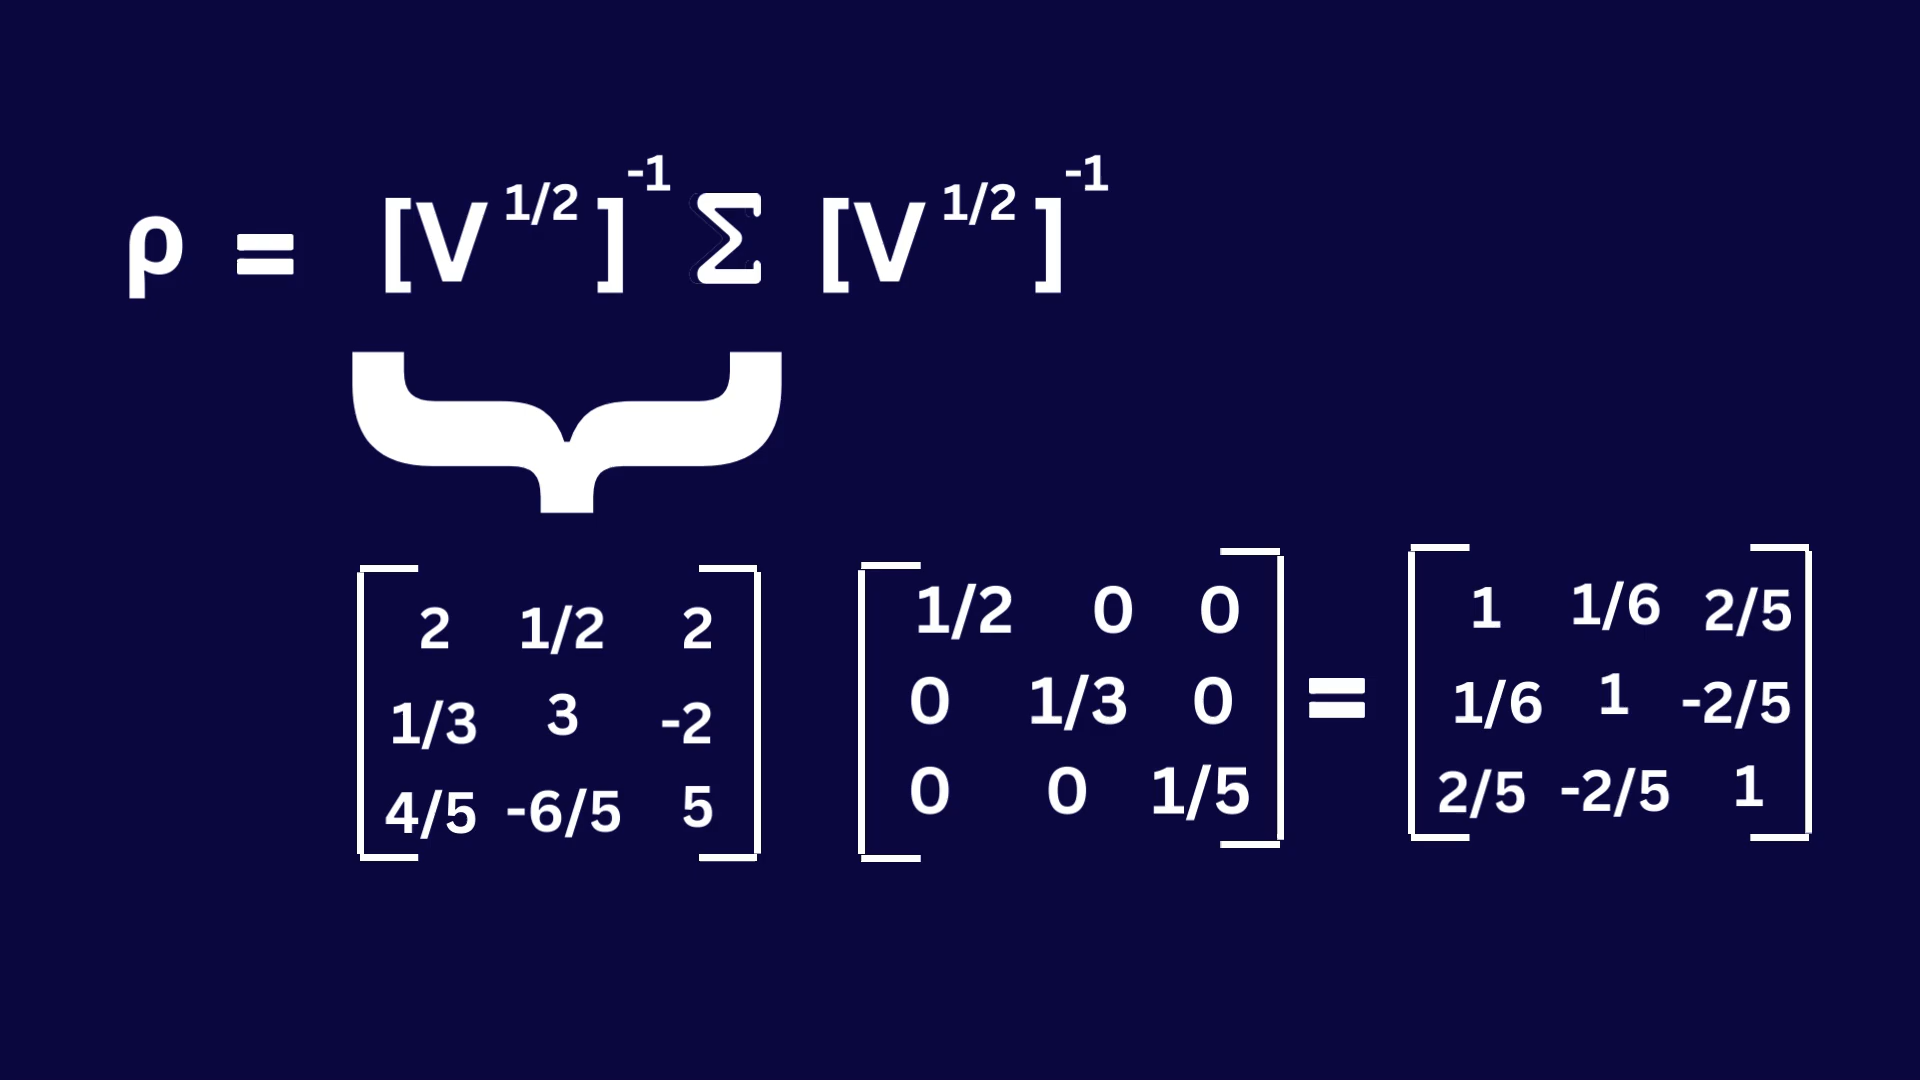 ρ = [V 1/2 ]-1 Σ [V 1/2 ]-1
2 1/2 2 1/2 0 0 1 1/6 2/5
1/3 3 -2 0 1/3 0 = 1/6 1 -2/5
4/5 -6/5 5 0 0 1/5 2/5 -2/5 1